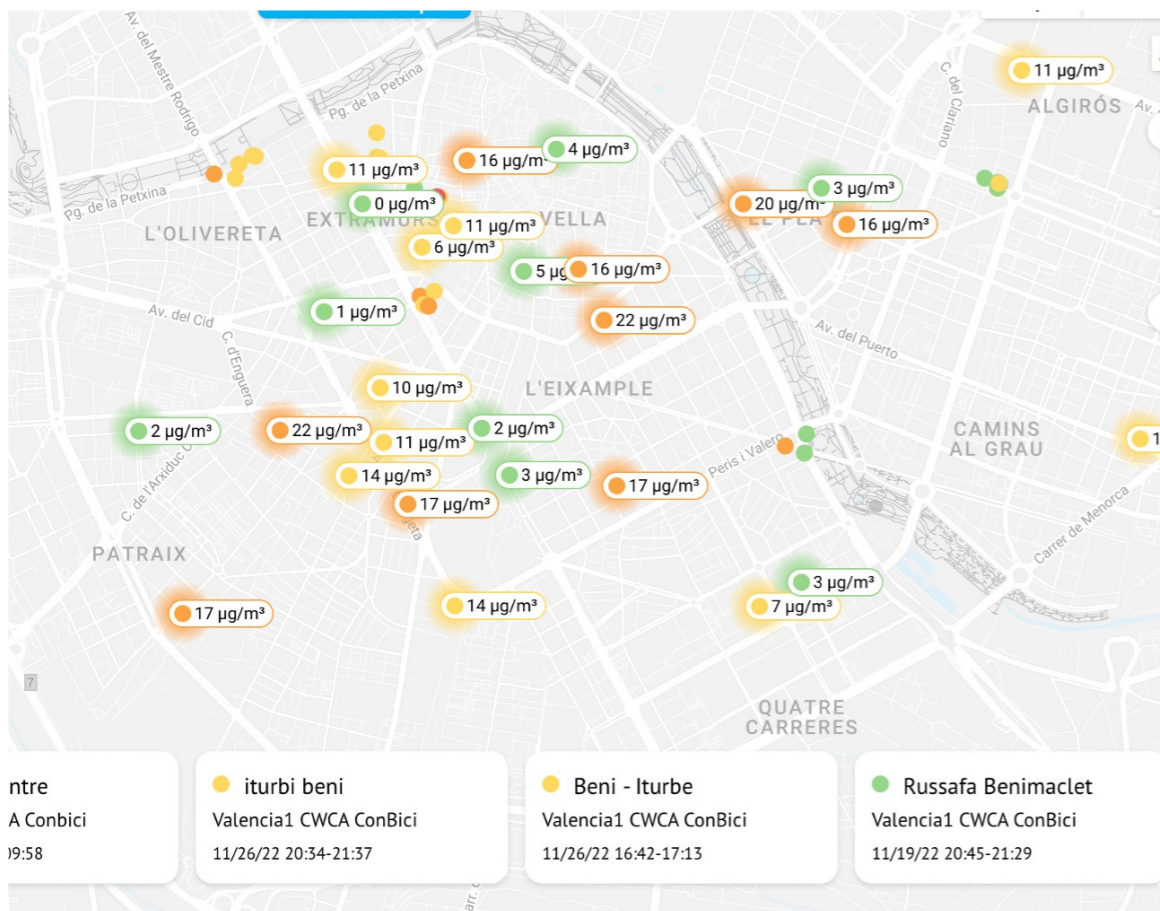 Av. del Mestre Rodrigo
Pg. de la Petxina
C. del Clariano
11 µg/m³
ALGIRÓS
Av.
16 µg/m³
4 µg/m³
11 µg/m³
3 µg/m³
Pg. de la Petxina
0 µg/m³
20 µg/m³
EXTRAMURS
11 µg/m³
VELLA
EL PLA
16 µg/m³
L'OLIVERETA
6 µg/m³
5 µg
16 µg/m³
1 µg/m³
Av. del Cid
22 µg/m³
Av. del Puerto
C. d'Enguera
10 µg/m³
L'EIXAMPLE
2 µg/m³
22 µg/m³
11 µg/m³
2 µg/m³
CAMINS
AL GRAU
1
C. de l'Arxiduc C
14 µg/m³
3 µg/m³
Peris i Valero
17 µg/m³
17 µg/m³
Carrer de Menorca
PATRAIX
3 µg/m³
17 µg/m³
14 µg/m³
7 µg/m³
7
QUATRE
CARRERES
ntre
A Conbici
09:58
iturbi beni
Valencia1 CWCA ConBici
11/26/22 20:34-21:37
Beni - Iturbe
Valencia1 CWCA ConBici
11/26/22 16:42-17:13
Russafa Benimaclet
Valencia1 CWCA ConBici
11/19/22 20:45-21:29